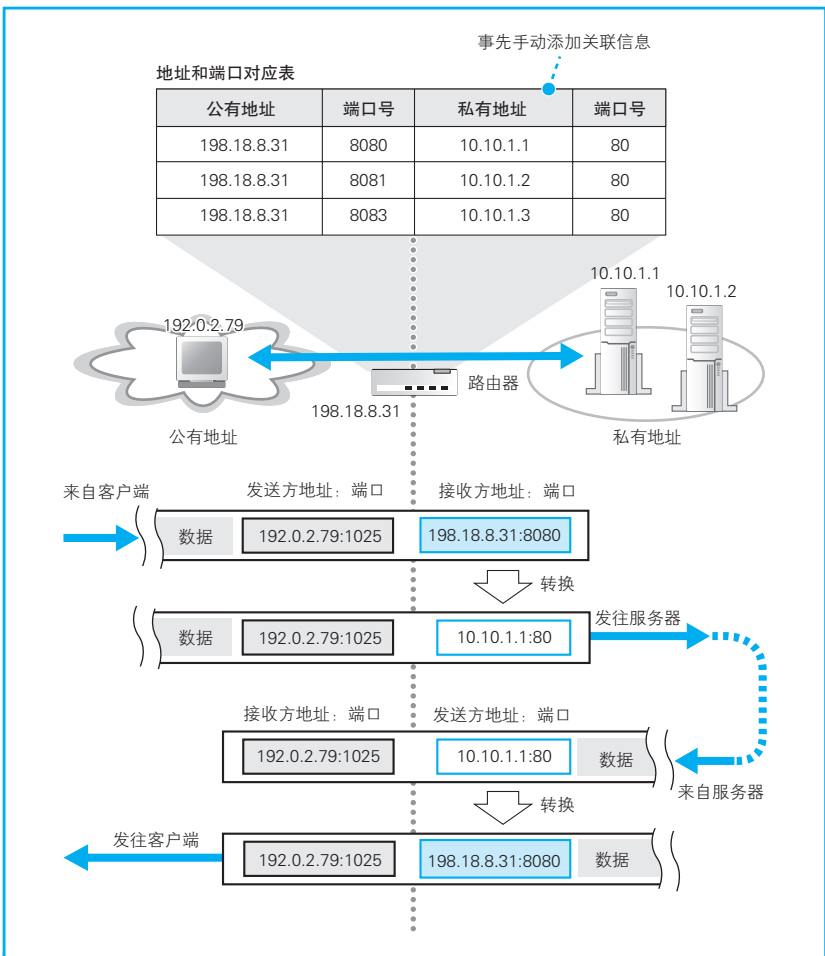 事先手动添加关联信息
地址和端口对应表
公有地址 端口号 私有地址 端口号
198.18.8.31 8080 10.10.1.1 80
198.18.8.31 8081 10.10.1.2 80
198.18.8.31 8083 10.10.1.3 80
10.10.1.1
10.10.1.2
192.0.2.79
路由器
198.18.8.31
公有地址
私有地址
来自客户端
发送方地址：端口 接收方地址：端口
数据 192.0.2.79:1025 198.18.8.31:8080
转换
发往服务器
数据 192.0.2.79:1025 10.10.1.1:80
接收方地址：端口 发送方地址：端口
192.0.2.79:1025 10.10.1.1:80 数据
来自服务器
转换
发往客户端
192.0.2.79:1025 198.18.8.31:8080 数据